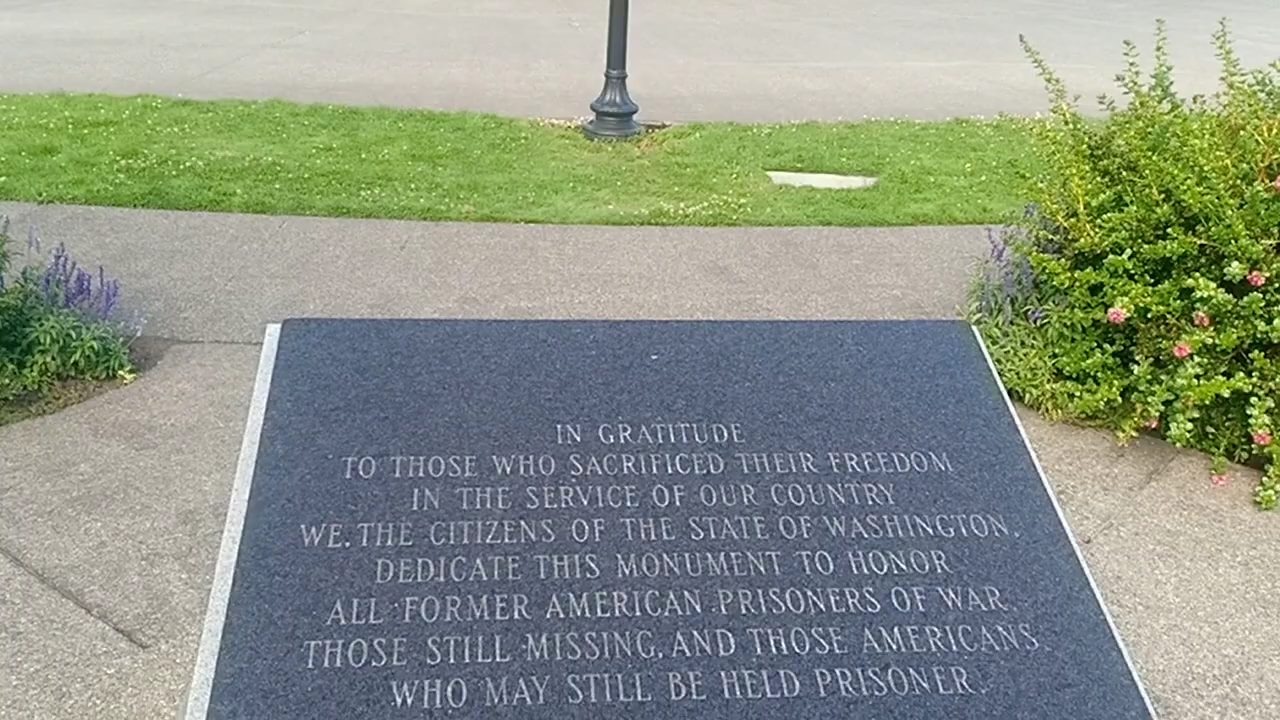 IN GRATITUDE
TO THOSE WHO SACRIFICED THEIR FREEDOM
IN THE SERVICE OF OUR COUNTRY
WE, THE CITIZENS OF THE STATE OF WASHINGTON,
DEDICATE THIS MONUMENT TO HONOR
ALL FORMER AMERICAN PRISONERS OF WAR,
THOSE STILL MISSING, AND THOSE AMERICANS
WHO MAY STILL BE HELD PRISONER.